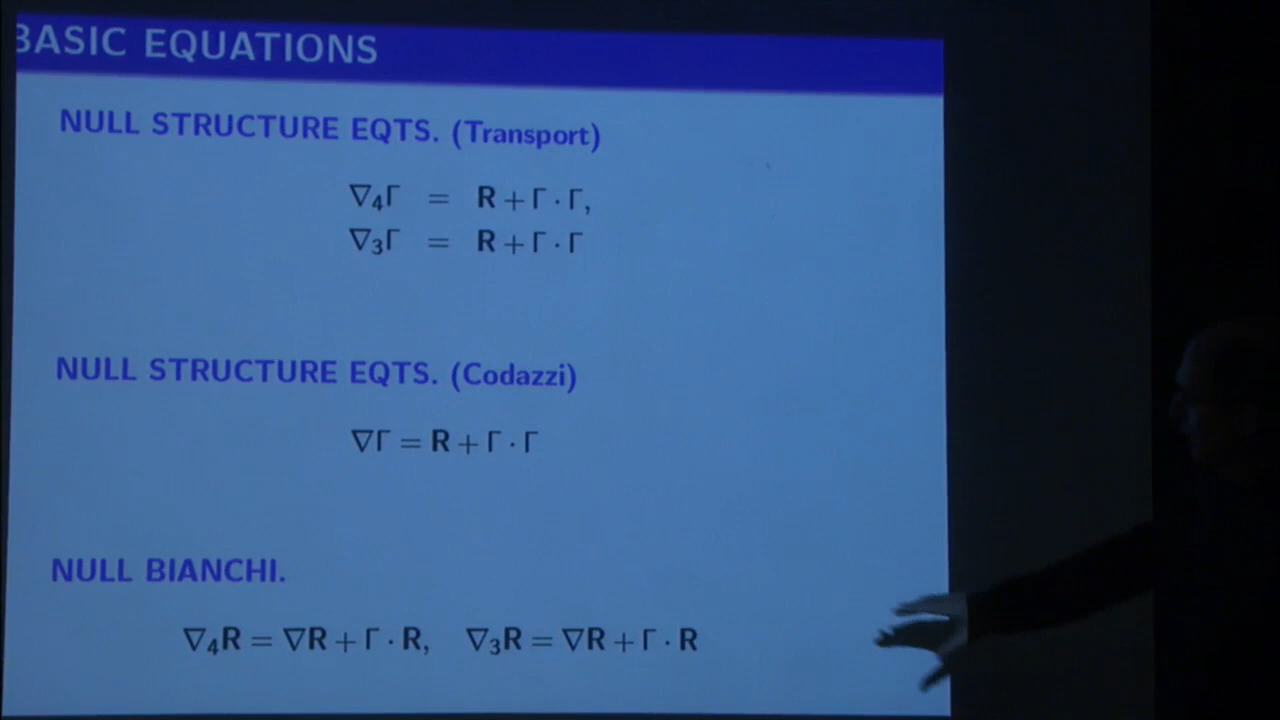 BASIC EQUATIONS
NULL STRUCTURE EQTS. (Transport)
∇₄Γ = R + Γ · Γ,
∇₃Γ = R + Γ · Γ
NULL STRUCTURE EQTS. (Codazzi)
∇Γ = R + Γ · Γ
NULL BIANCHI.
∇₄R = ∇R + Γ · R, ∇₃R = ∇R + Γ · R